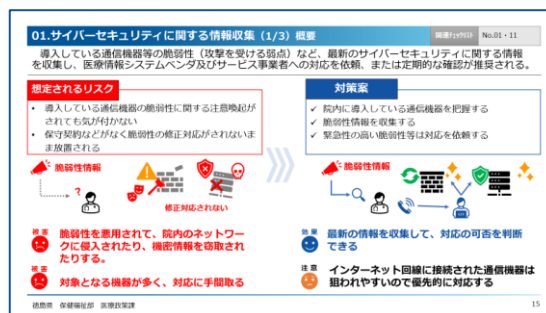 01.サイバーセキュリティに関する情報収集（1/3）概要
関連ﾁｪｯｸﾘｽﾄ No.01・11
導入している通信機器等の脆弱性（攻撃を受ける弱点）など、最新のサイバーセキュリティに関する情報
を収集し、医療情報システムベンダ及びサービス事業者への対応を依頼、または定期的な確認が推奨される。
想定されるリスク
• 導入している通信機器の脆弱性に関する注意喚起が
されても気が付かない
• 保守契約などがなく脆弱性の修正対応がされないま
ま放置される
脆弱性情報
?
修正対応されない
被害
脆弱性を悪用されて、院内のネットワー
クに侵入されたり、機密情報を窃取され
たりする。
被害
対象となる機器が多く、対応に手間取る
対策案
✓ 院内に導入している通信機器を把握する
✓ 脆弱性情報を収集する
✓ 緊急性の高い脆弱性等は対応を依頼する
脆弱性情報
効果
最新の情報を収集して、対応の可否を判断
できる
注意
インターネット回線に接続された通信機器は
狙われやすいので優先的に対応する
徳島県 保健福祉部 医療政策課
15